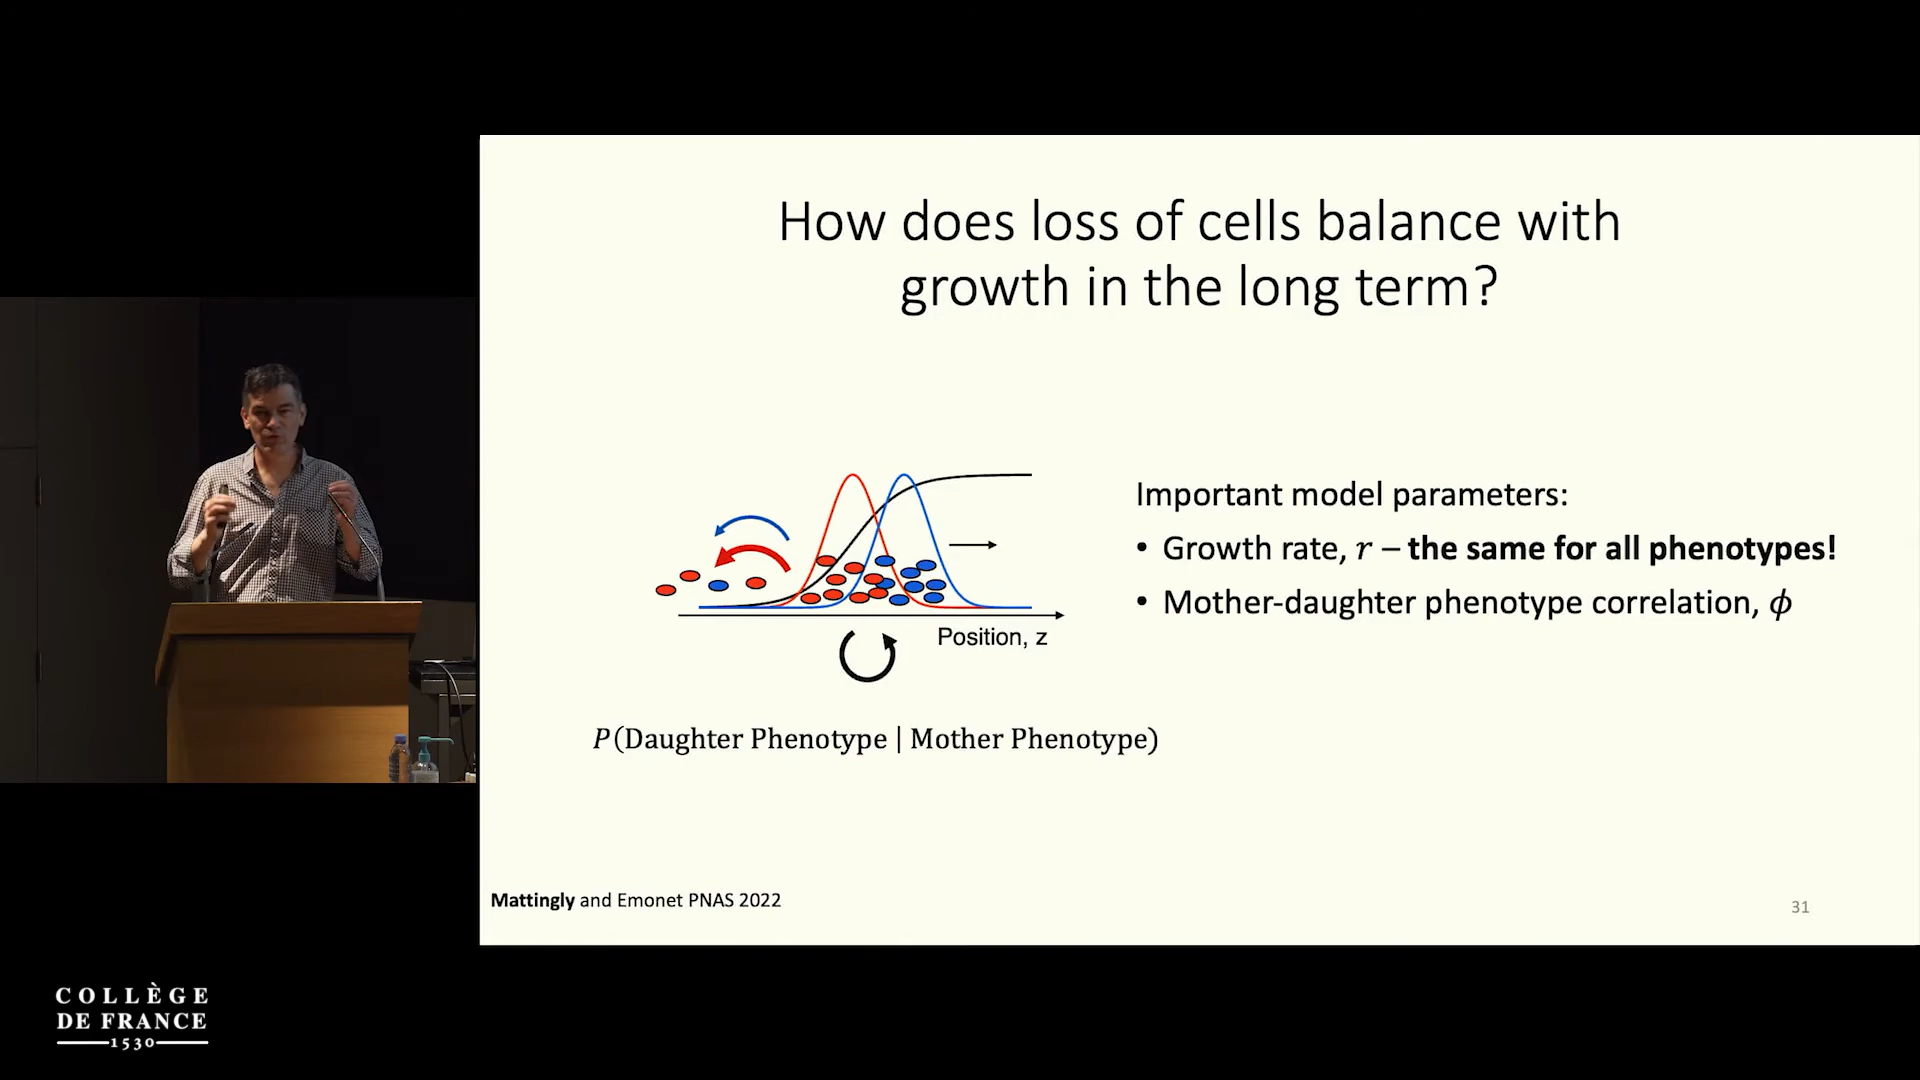 How does loss of cells balance with
growth in the long term?
Important model parameters:
• Growth rate, r – the same for all phenotypes!
• Mother-daughter phenotype correlation, ϕ
Position, z
P(Daughter Phenotype | Mother Phenotype)
Mattingly and Emonet PNAS 2022
31
COLLÈGE
DE FRANCE
1530